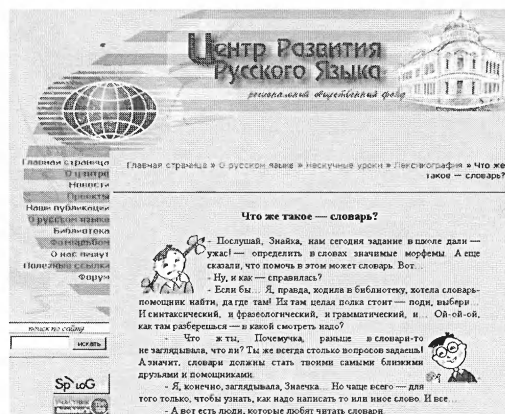 Центр Развития
Русского Языка
региональный общественный фонд
Главная страница
О центре
Новости
Проекты
Наши публикации
О русском языке
Библиотека
Фотоальбом
О нас пишут
Полезные ссылки
Форум
поиск по сайту
искать
SpyLOG
Главная страница » О русском языке » Нескучные уроки » Лексикография » Что же
такое — словарь?
Что же такое — словарь?
- Послушай, Знайка, нам сегодня задание в школе дали —
ужас! — определить в словах значимые морфемы. А еще
сказали, что помочь в этом может словарь. Вот...
- Ну, и как — справилась?
- Если бы... Я, правда, ходила в библиотеку, хотела словарь-
помощник найти, да где там! Их там целая полка стоит — поди, выбери...
И синтаксический, и фразеологический, и грамматический, и... Ой-ой-ой,
как там разберешься — в какой смотреть надо?
- Что ж ты, Почемучка, раньше в словари-то
не заглядывала, что ли? Ты же всегда столько вопросов задаешь!
А значит, словари должны стать твоими самыми близкими
друзьями и помощниками.
- Я, конечно, заглядывала, Знаечка... Но чаще всего — для
того только, чтобы узнать, как надо написать то или иное слово. И все...
- А вот есть люди, которые любят читать словари.